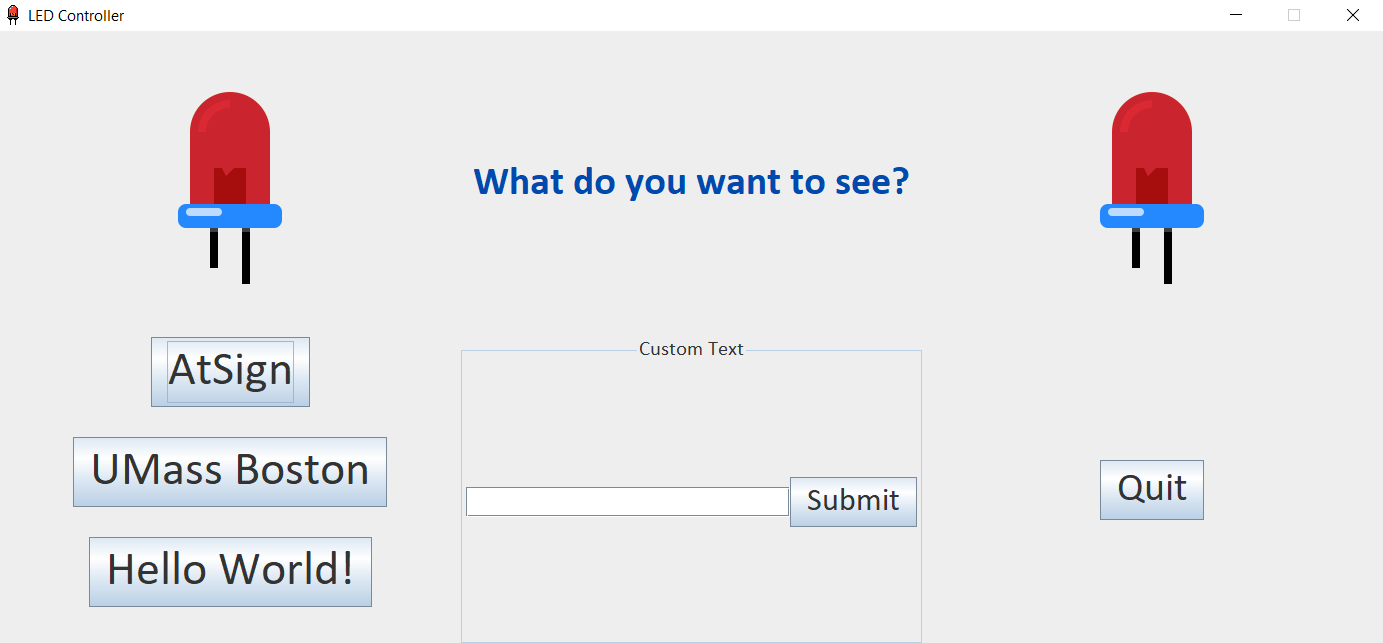 LED Controller
What do you want to see?
AtSign
UMass Boston
Hello World!
Custom Text
Submit
Quit